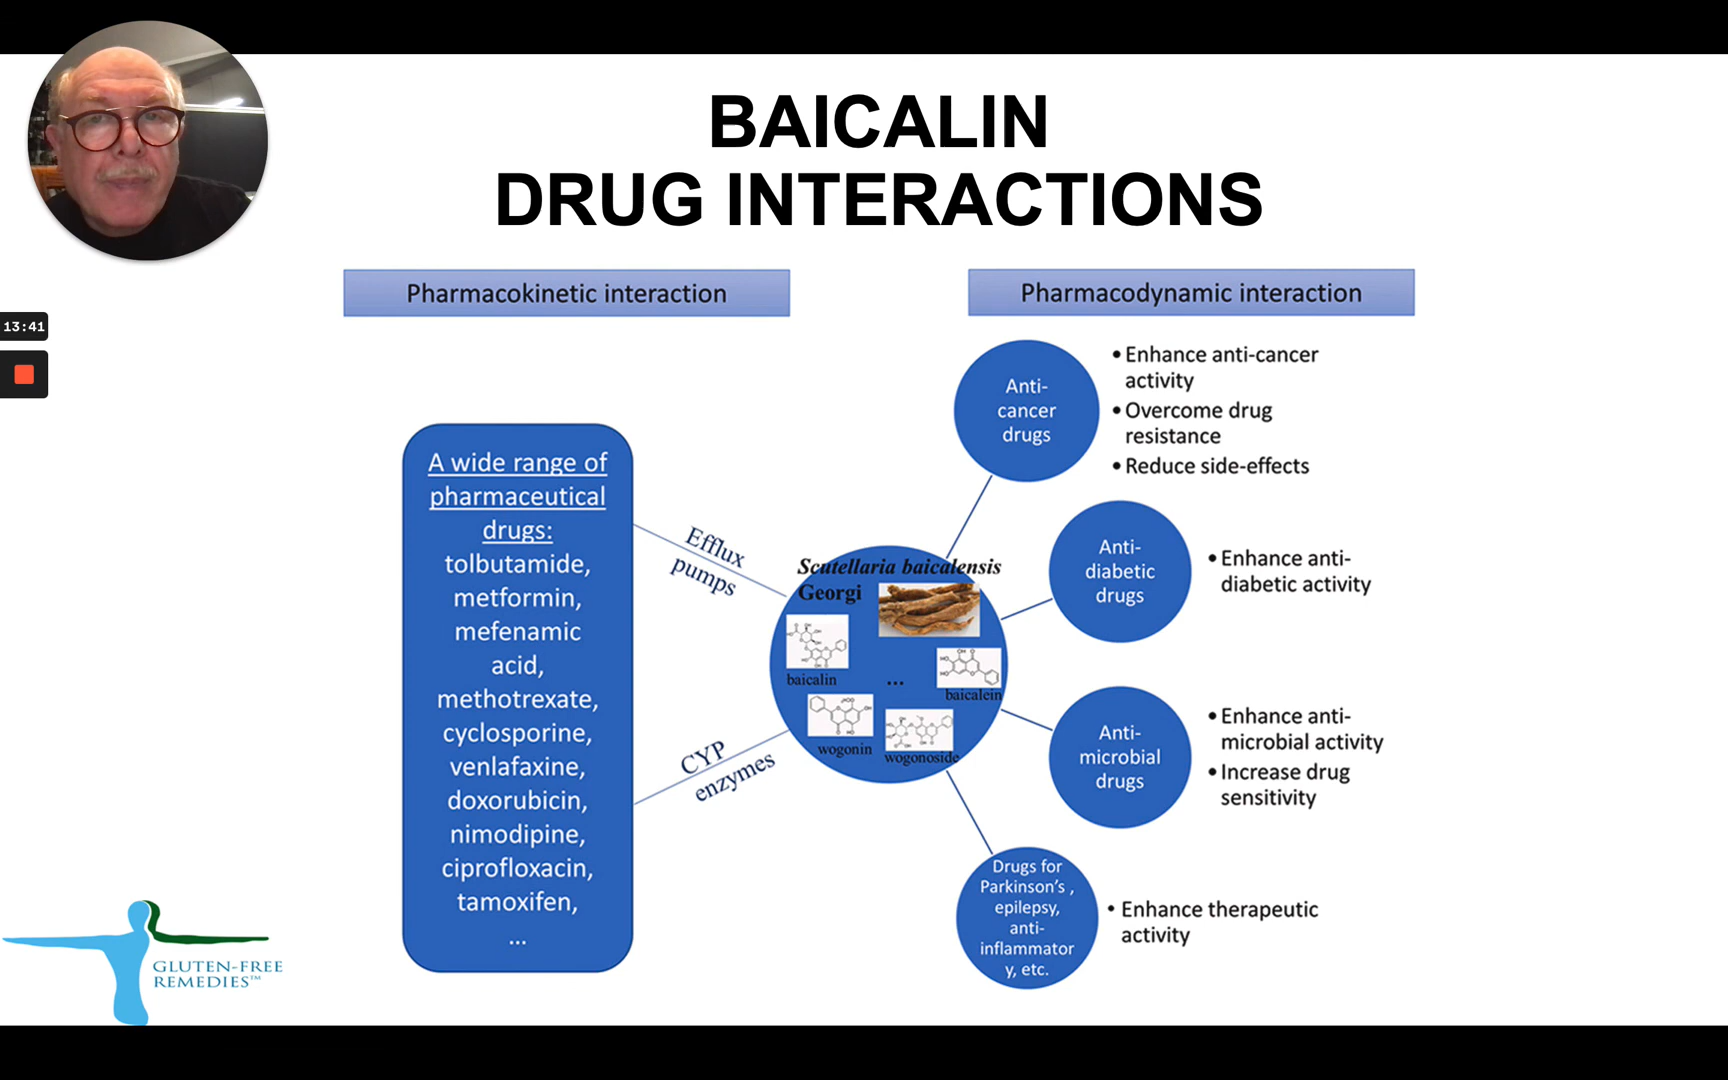 BAICALIN
DRUG INTERACTIONS
13:41
Pharmacokinetic interaction
A wide range of
pharmaceutical
drugs:
tolbutamide,
metformin,
mefenamic
acid,
methotrexate,
cyclosporine,
venlafaxine,
doxorubicin,
nimodipine,
ciprofloxacin,
tamoxifen,
...
Efflux
pumps
CYP
enzymes
Scutellaria baicalensis
Georgi
baicalin
...
baicalein
wogonin
wogonoside
Pharmacodynamic interaction
Anti-
cancer
drugs
• Enhance anti-cancer
activity
• Overcome drug
resistance
• Reduce side-effects
Anti-
diabetic
drugs
• Enhance anti-
diabetic activity
Anti-
microbial
drugs
• Enhance anti-
microbial activity
• Increase drug
sensitivity
Drugs for
Parkinson's ,
epilepsy,
anti-
inflammator
y, etc.
• Enhance therapeutic
activity
GLUTEN-FREE
REMEDIES™